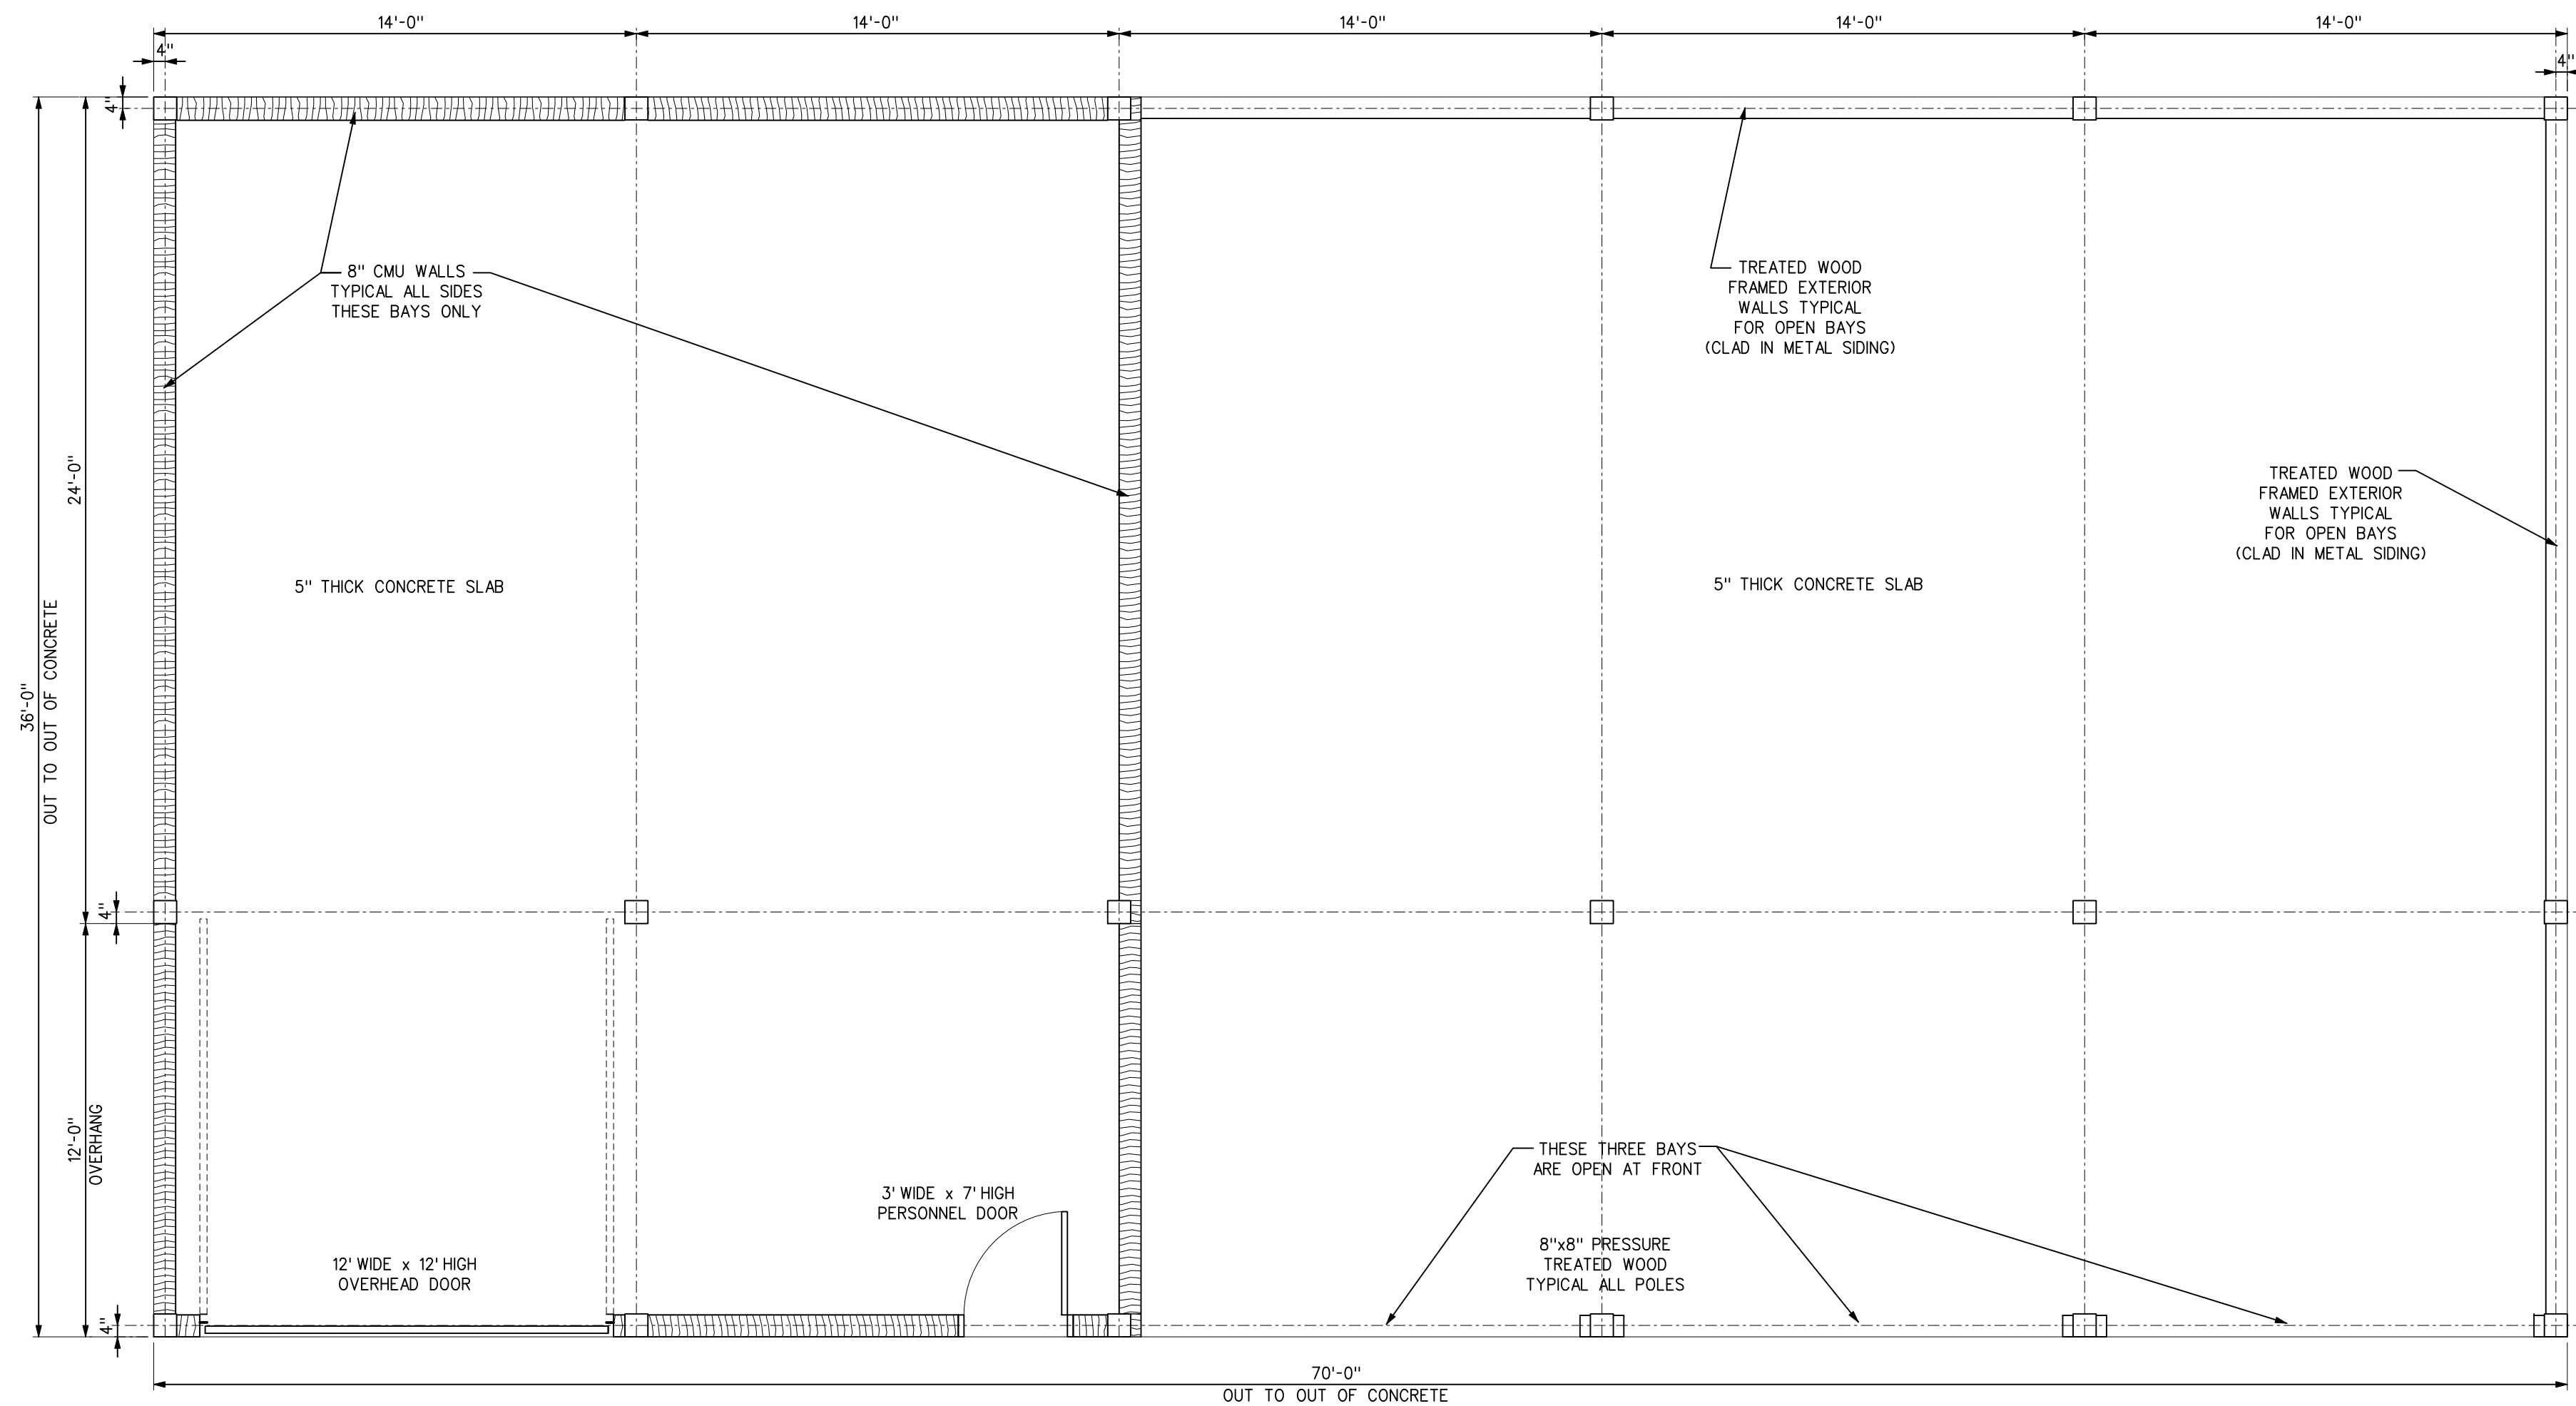 14'-0"
14'-0"
14'-0"
14'-0"
14'-0"
4"
4"
4"
8" CMU WALLS
TYPICAL ALL SIDES
THESE BAYS ONLY
TREATED WOOD
FRAMED EXTERIOR
WALLS TYPICAL
FOR OPEN BAYS
(CLAD IN METAL SIDING)
TREATED WOOD
FRAMED EXTERIOR
WALLS TYPICAL
FOR OPEN BAYS
(CLAD IN METAL SIDING)
24'-0"
36'-0"
OUT TO OUT OF CONCRETE
5" THICK CONCRETE SLAB
5" THICK CONCRETE SLAB
4"
12'-0"
OVERHANG
THESE THREE BAYS
ARE OPEN AT FRONT
3' WIDE x 7' HIGH
PERSONNEL DOOR
8"x8" PRESSURE
TREATED WOOD
TYPICAL ALL POLES
12' WIDE x 12' HIGH
OVERHEAD DOOR
4"
70'-0"
OUT TO OUT OF CONCRETE